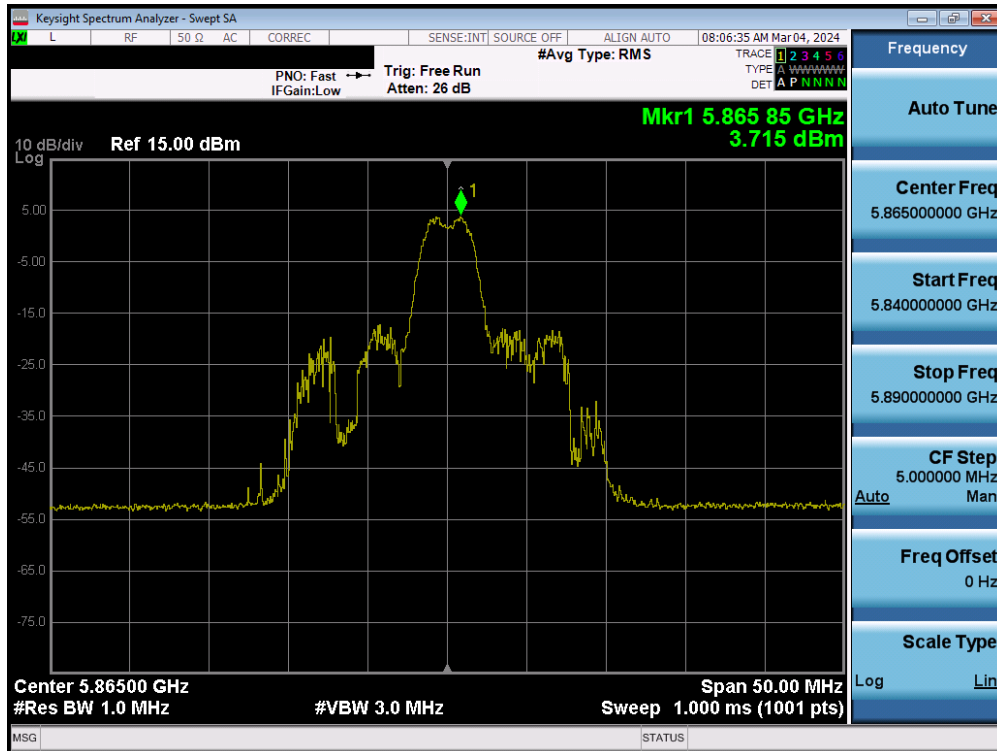 Keysight Spectrum Analyzer - Swept SA
LXI L RF 50 Ω AC CORREC SENSE:INT SOURCE OFF ALIGN AUTO 08:06:35 AM Mar 04, 2024
Frequency
#Avg Type: RMS
TRACE 1 2 3 4 5 6
TYPE A WWWWW
DET A P N N N N
PNO: Fast
IFGain:Low
Trig: Free Run
Atten: 26 dB
Mkr1 5.865 85 GHz
3.715 dBm
10 dB/div
Log
Ref 15.00 dBm
1
5.00
-5.00
-15.0
-25.0
-35.0
-45.0
-55.0
-65.0
-75.0
Center 5.86500 GHz
Span 50.00 MHz
#Res BW 1.0 MHz
#VBW 3.0 MHz
Sweep 1.000 ms (1001 pts)
Auto Tune
Center Freq
5.865000000 GHz
Start Freq
5.840000000 GHz
Stop Freq
5.890000000 GHz
CF Step
5.000000 MHz
Auto Man
Freq Offset
0 Hz
Scale Type
Log Lin
MSG
STATUS